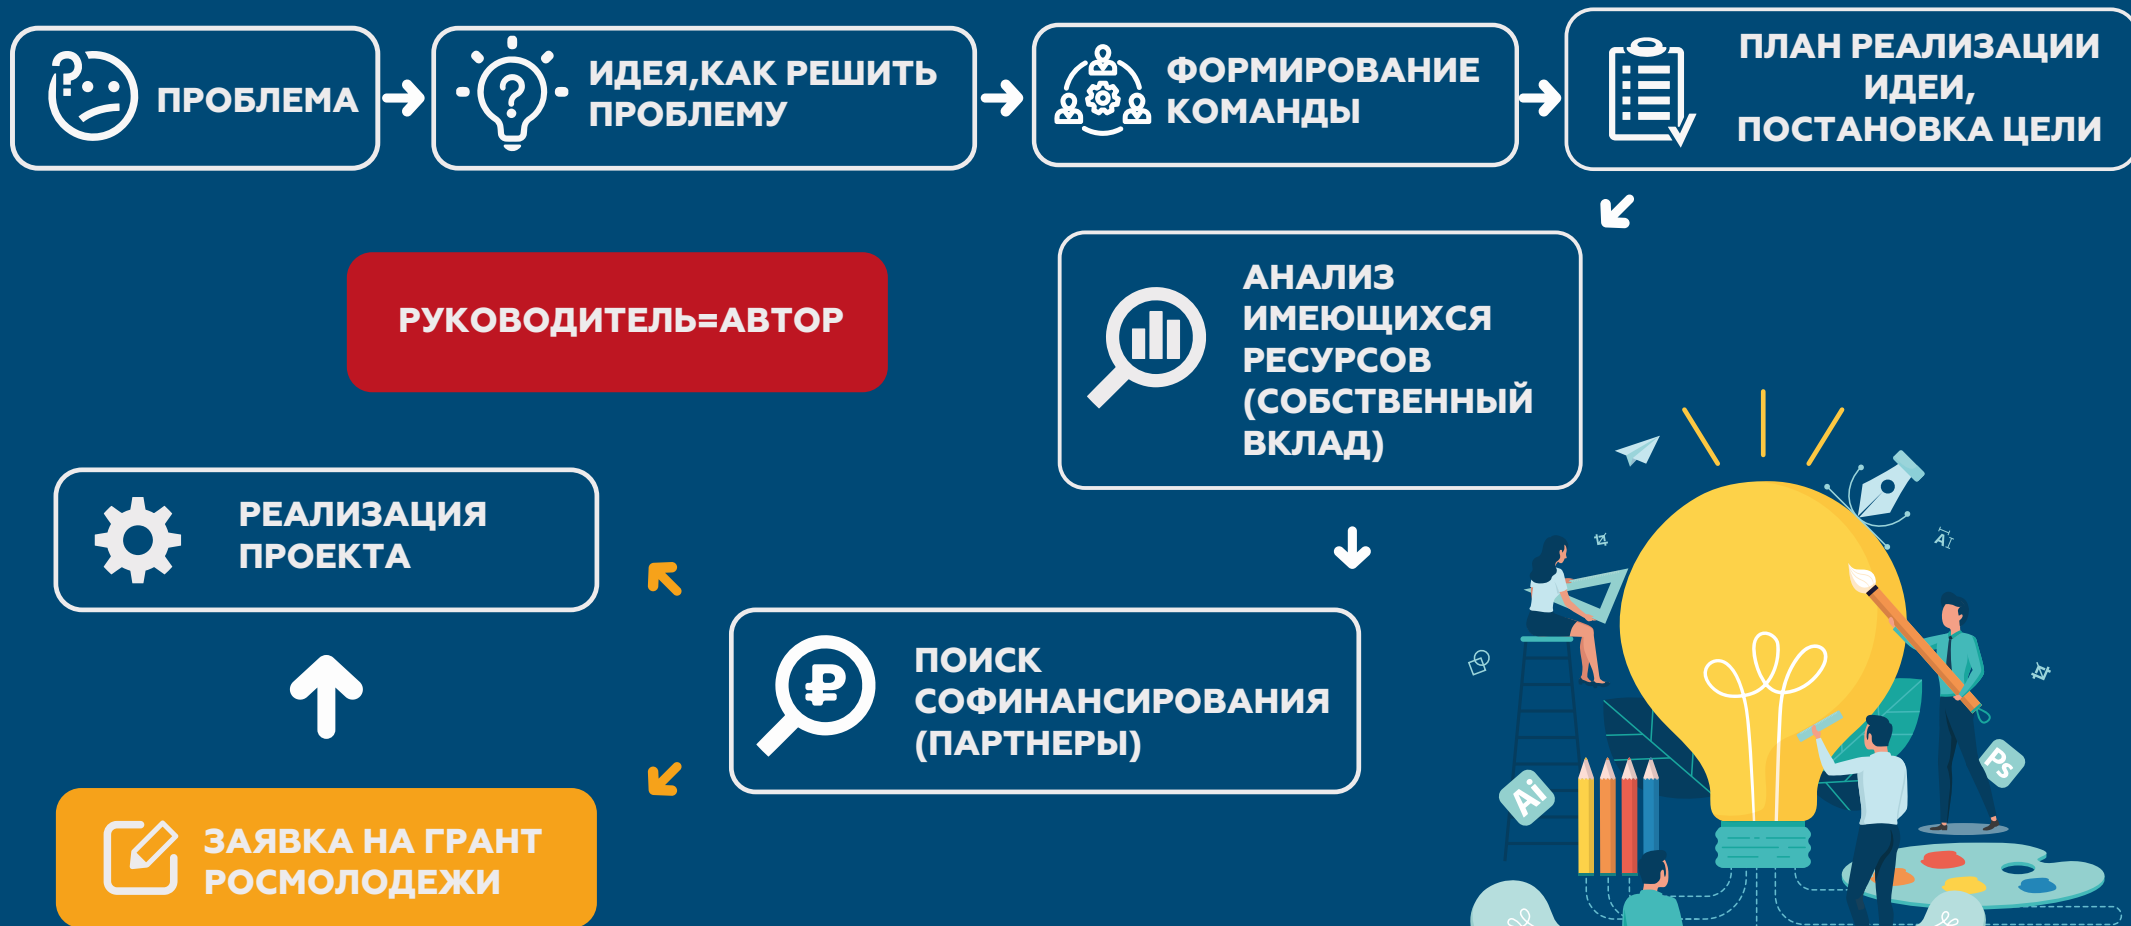 ПРОБЛЕМА
ИДЕЯ,КАК РЕШИТЬ
ПРОБЛЕМУ
ФОРМИРОВАНИЕ
КОМАНДЫ
ПЛАН РЕАЛИЗАЦИИ
ИДЕИ,
ПОСТАНОВКА ЦЕЛИ
РУКОВОДИТЕЛЬ=АВТОР
АНАЛИЗ
ИМЕЮЩИХСЯ
РЕСУРСОВ
(СОБСТВЕННЫЙ
ВКЛАД)
РЕАЛИЗАЦИЯ
ПРОЕКТА
ПОИСК
СОФИНАНСИРОВАНИЯ
(ПАРТНЕРЫ)
ЗАЯВКА НА ГРАНТ
РОСМОЛОДЕЖИ
A
Ps
Ai